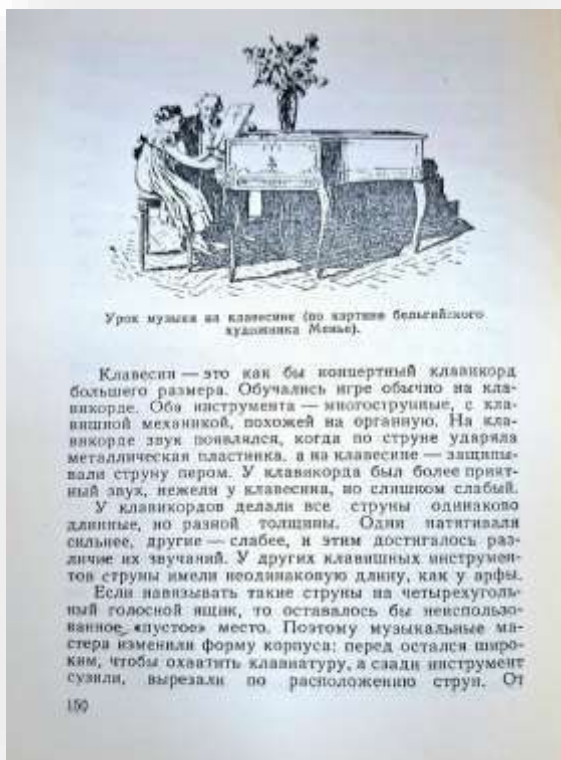 Урок музыки на клавесине (по картине бельгийского
художника Менье).
Клавесин — это как бы концертный клавикорд
большего размера. Обучались игре обычно на кла-
викорде. Оба инструмента — многострунные, с кла-
вишной механикой, похожей на органную. На кла-
викорде звук появлялся, когда по струне ударяла
металлическая пластинка, а на клавесине — защипы-
вали струну пером. У клавикорда был более прият-
ный звук, нежели у клавесина, но слишком слабый.
У клавикордов делали все струны одинаково
длинные, но разной толщины. Одни натягивали
сильнее, другие — слабее, и этим достигалось раз-
личие их звучаний. У других клавишных инструмен-
тов струны имели неодинаковую длину, как у арфы.
Если навязывать такие струны на четырехуголь-
ный голосной ящик, то оставалось бы неиспользо-
ванное «пустое» место. Поэтому музыкальные ма-
стера изменили форму корпуса: перед остался широ-
ким, чтобы охватить клавиатуру, а сзади инструмент
сузили, вырезали по расположению струн. От
150